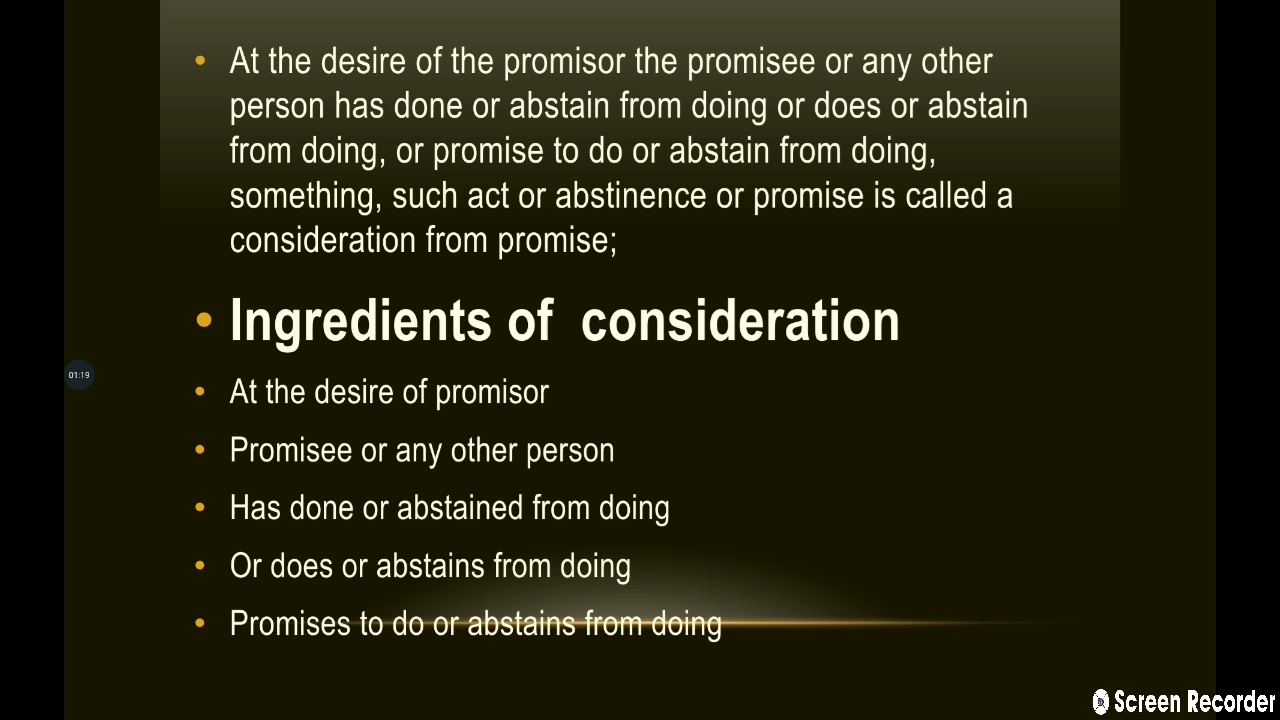 At the desire of the promisor the promisee or any other
person has done or abstain from doing or does or abstain
from doing, or promise to do or abstain from doing,
something, such act or abstinence or promise is called a
consideration from promise;
Ingredients of  consideration
At the desire of promisor
01:19
Promisee or any other person
Has done or abstained from doing
Or does or abstains from doing
Promises to do or abstains from doing
Screen Recorder